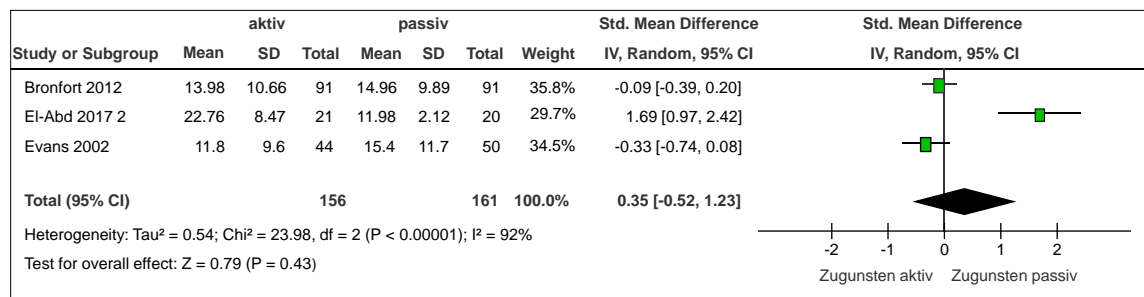 aktiv passiv Std. Mean Difference Std. Mean Difference
Study or Subgroup Mean SD Total Mean SD Total Weight IV, Random, 95% CI IV, Random, 95% CI
Bronfort 2012 13.98 10.66 91 14.96 9.89 91 35.8% -0.09 [-0.39, 0.20]
El-Abd 2017 2 22.76 8.47 21 11.98 2.12 20 29.7% 1.69 [0.97, 2.42]
Evans 2002 11.8 9.6 44 15.4 11.7 50 34.5% -0.33 [-0.74, 0.08]
Total (95% CI) 156 161 100.0% 0.35 [-0.52, 1.23]
Heterogeneity: Tau² = 0.54; Chi² = 23.98, df = 2 (P < 0.00001); I² = 92%
Test for overall effect: Z = 0.79 (P = 0.43)
-2 -1 0 1 2
Zugunsten aktiv Zugunsten passiv